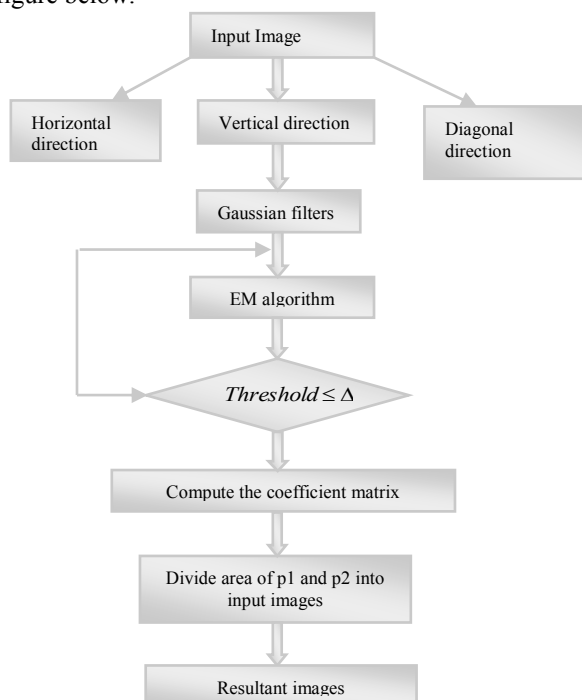 figure below.
Input Image
Horizontal
direction
Vertical direction
Diagonal
direction
Gaussian filters
EM algorithm
Threshold ≤ Δ
Compute the coefficient matrix
Divide area of p1 and p2 into
input images
Resultant images